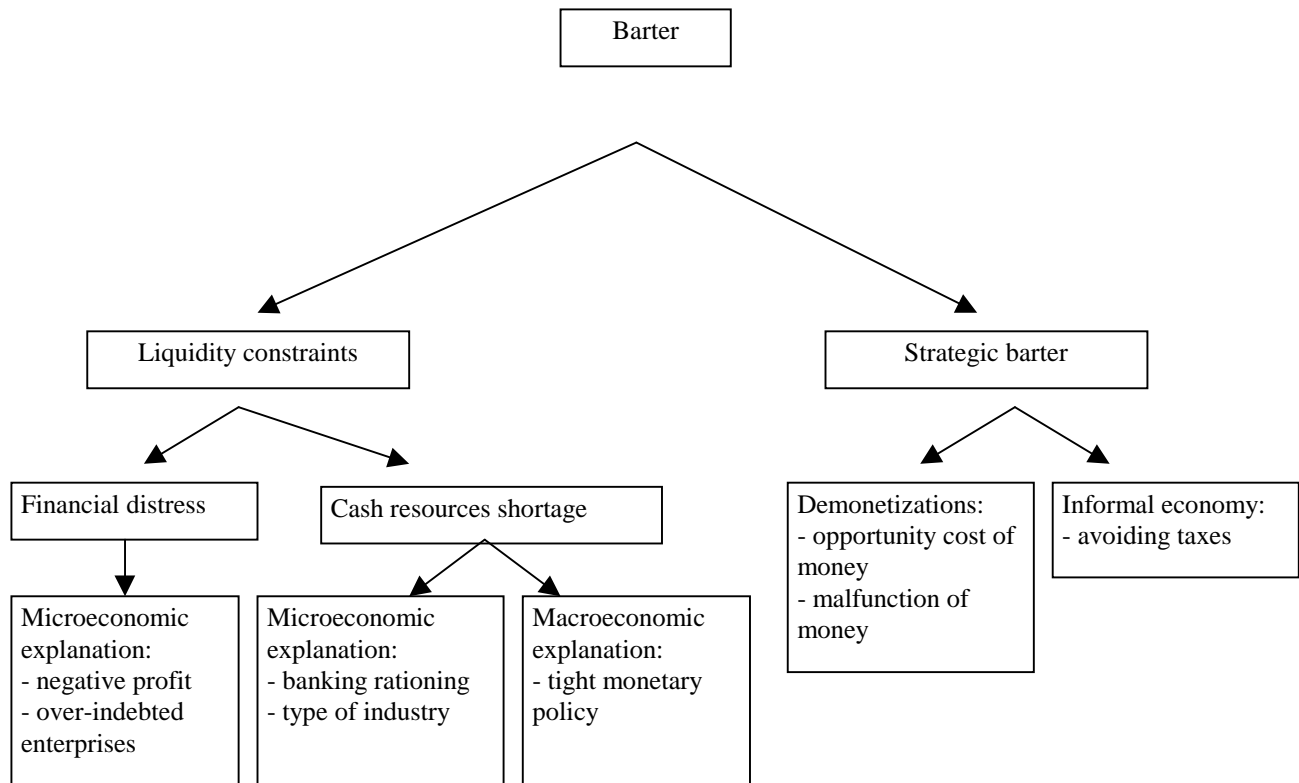 Barter
Liquidity constraints
Strategic barter
Financial distress
Cash resources shortage
Demonetizations:
- opportunity cost of
money
- malfunction of
money
Informal economy:
- avoiding taxes
Microeconomic
explanation:
- negative profit
- over-indebted
enterprises
Microeconomic
explanation:
- banking rationing
- type of industry
Macroeconomic
explanation:
- tight monetary
policy